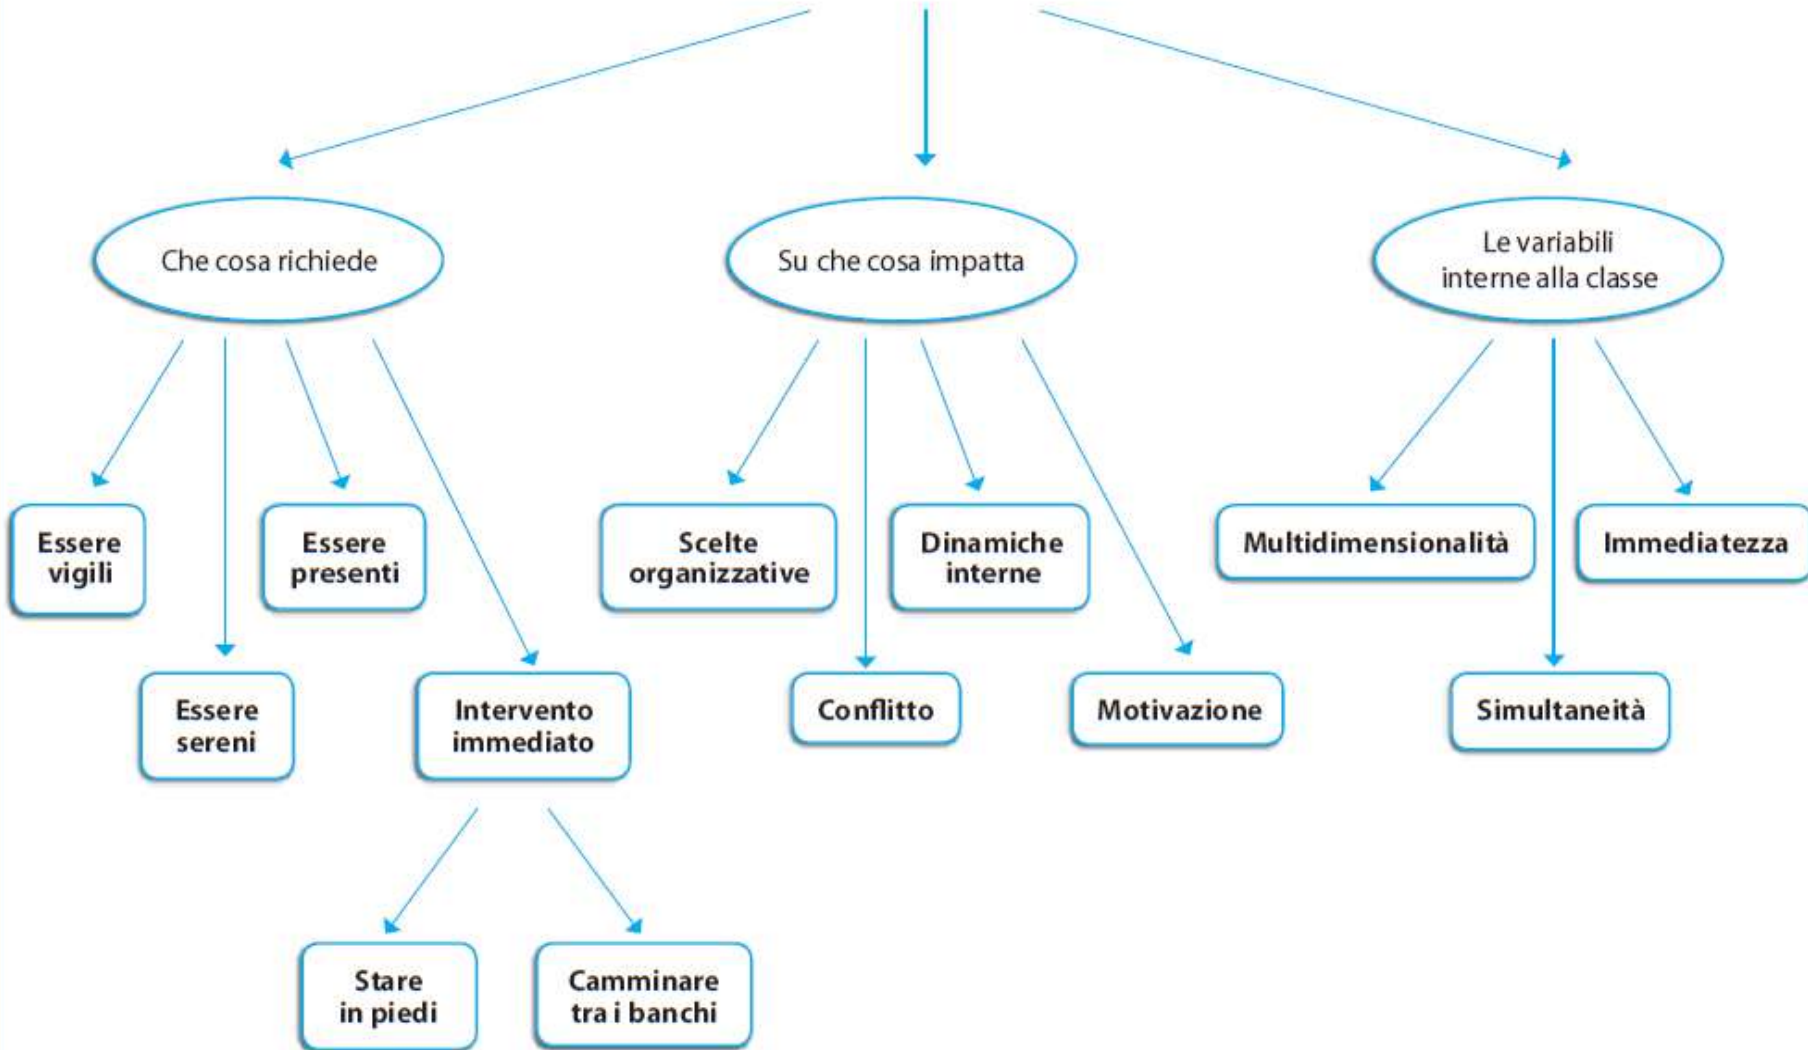 Che cosa richiede
Su che cosa impatta
Le variabili
interne alla classe
Essere
vigili
Essere
presenti
Scelte
organizzative
Dinamiche
interne
Multidimensionalità
Immediatezza
Essere
sereni
Intervento
immediato
Conflitto
Motivazione
Simultaneità
Stare
in piedi
Camminare
tra i banchi